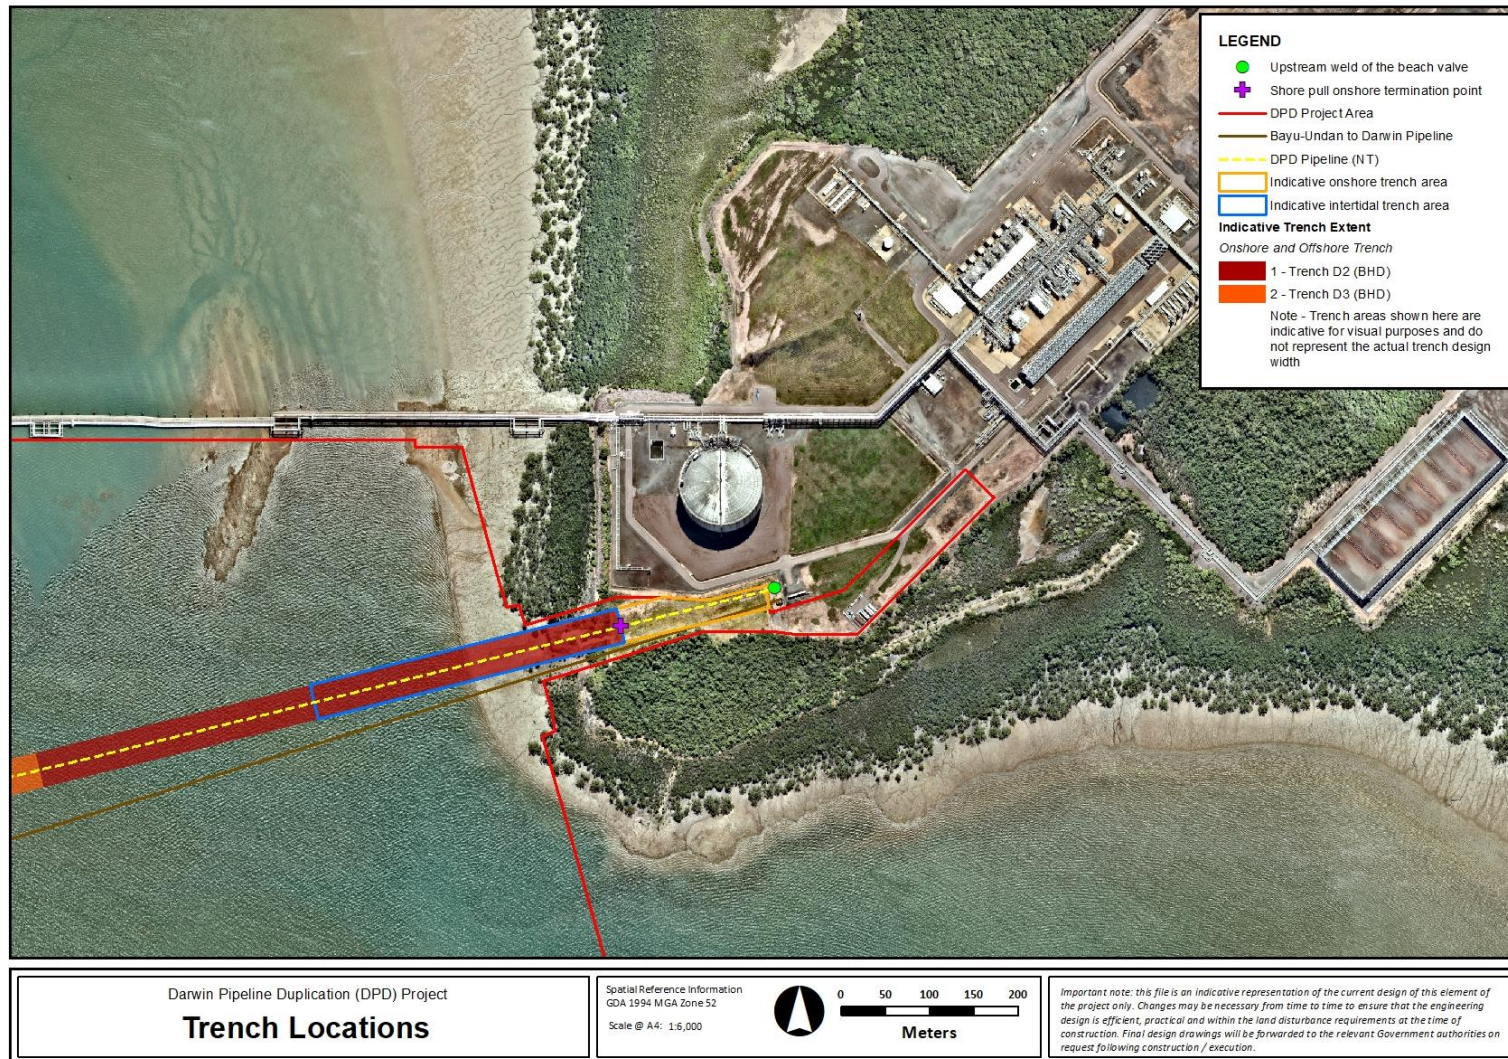 LEGEND
Upstream weld of the beach valve
Shore pull onshore termination point
DPD Project Area
Bayu-Undan to Darwin Pipeline
DPD Pipeline (NT)
Indicative onshore trench area
Indicative intertidal trench area
Indicative Trench Extent
Onshore and Offshore Trench
1 - Trench D2 (BHD)
2 - Trench D3 (BHD)
Note - Trench areas shown here are
indicative for visual purposes and do
not represent the actual trench design
width
Darwin Pipeline Duplication (DPD) Project
Trench Locations
Spatial Reference Information
GDA 1994 MGA Zone 52
Scale @ A4: 1:6,000
0 50 100 150 200
Meters
Important note: this file is an indicative representation of the current design of this element of
the project only. Changes may be necessary from time to time to ensure that the engineering
design is efficient, practical and within the land disturbance requirements at the time of
construction. Final design drawings will be forwarded to the relevant Government authorities on
request following construction / execution.